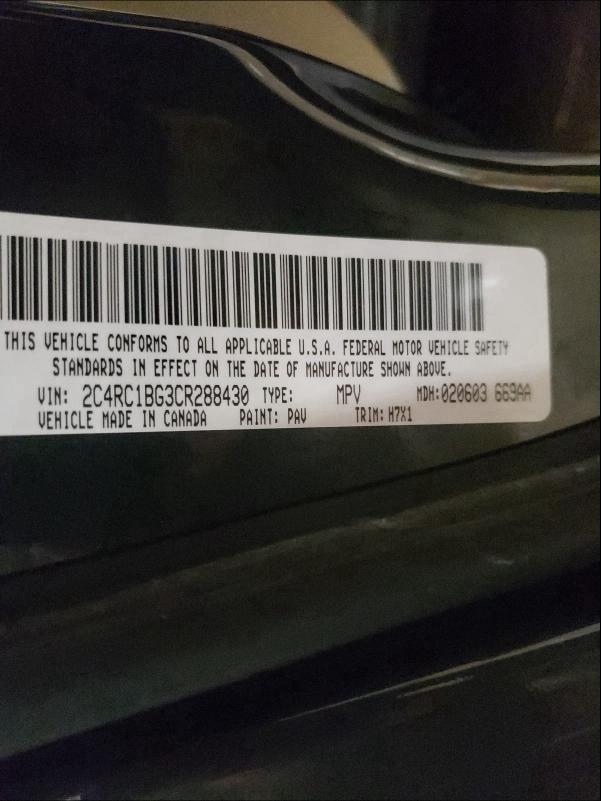 THIS VEHICLE CONFORMS TO ALL APPLICABLE U.S.A. FEDERAL MOTOR VEHICLE SAFETY
STANDARDS IN EFFECT ON THE DATE OF MANUFACTURE SHOWN ABOVE.
VIN: 2C4RC1BG3CR288430 TYPE: MPV MDH:020603 669AA
VEHICLE MADE IN CANADA PAINT: PAV TRIM: H7X1